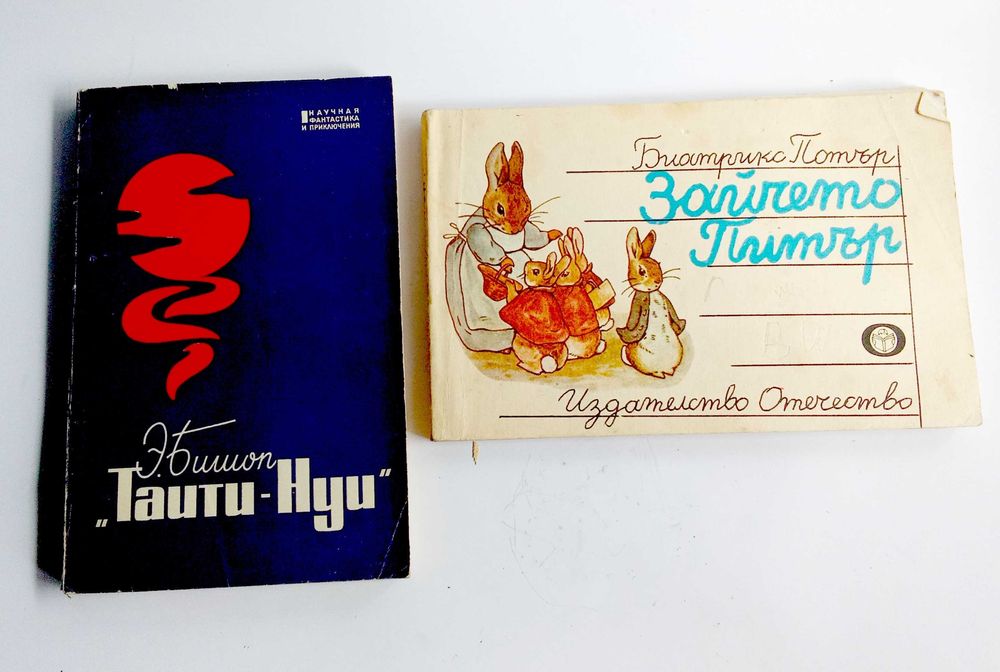 НАУЧНАЯ
ФАНТАСТИКА
И ПРИКЛЮЧЕНИЯ
Э. Бишоп
„Таити-Нуи“
Биатрикс Потър
Зайчето
Питър
Издателство Отечество